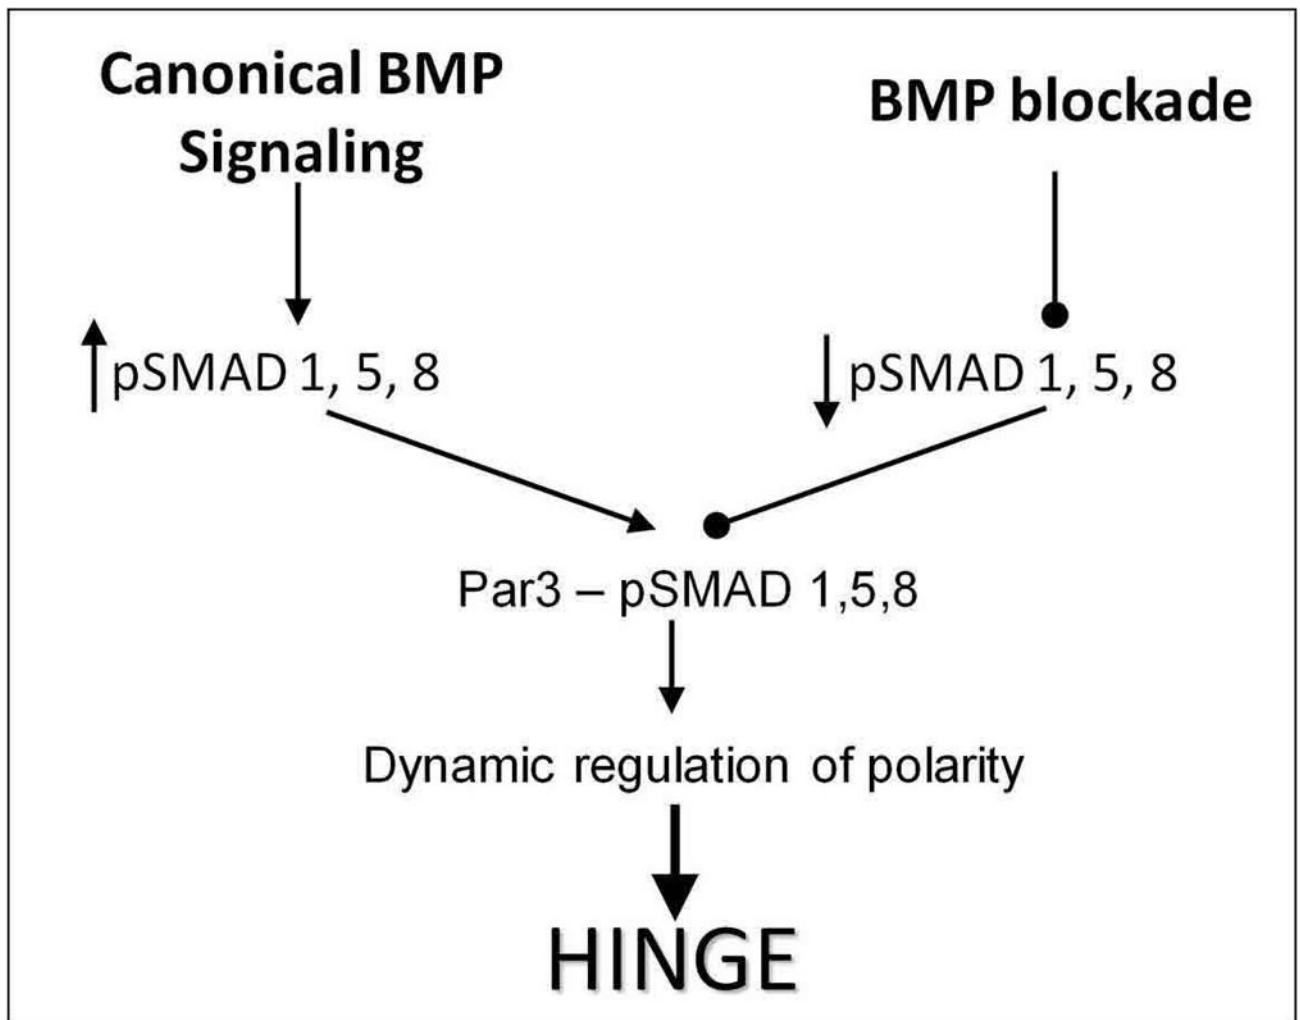 Canonical BMP
Signaling
BMP blockade
pSMAD 1, 5, 8
pSMAD 1, 5, 8
Par3 – pSMAD 1,5,8
Dynamic regulation of polarity
HINGE